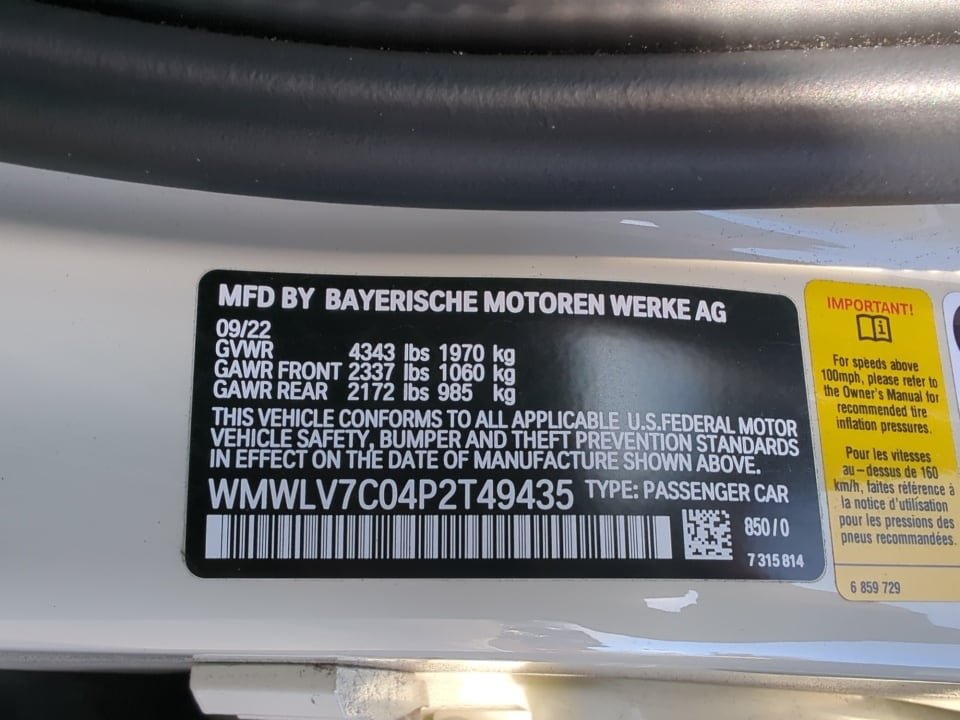 MFD BY BAYERISCHE MOTOREN WERKE AG
09/22
GVWR 4343 lbs 1970 kg
GAWR FRONT 2337 lbs 1060 kg
GAWR REAR 2172 lbs 985 kg
THIS VEHICLE CONFORMS TO ALL APPLICABLE U.S.FEDERAL MOTOR
VEHICLE SAFETY, BUMPER AND THEFT PREVENTION STANDARDS
IN EFFECT ON THE DATE OF MANUFACTURE SHOWN ABOVE.
WMWLV7C04P2T49435 TYPE: PASSENGER CAR
850/0
7 315 814
IMPORTANT!
For speeds above
100mph, please refer to
the Owner's Manual for
recommended tire
inflation pressures.
Pour les vitesses
au-dessus de 160
km/h, faites référence à
la notice d'utilisation
pour les pressions des
pneus recommandées.
6 859 729